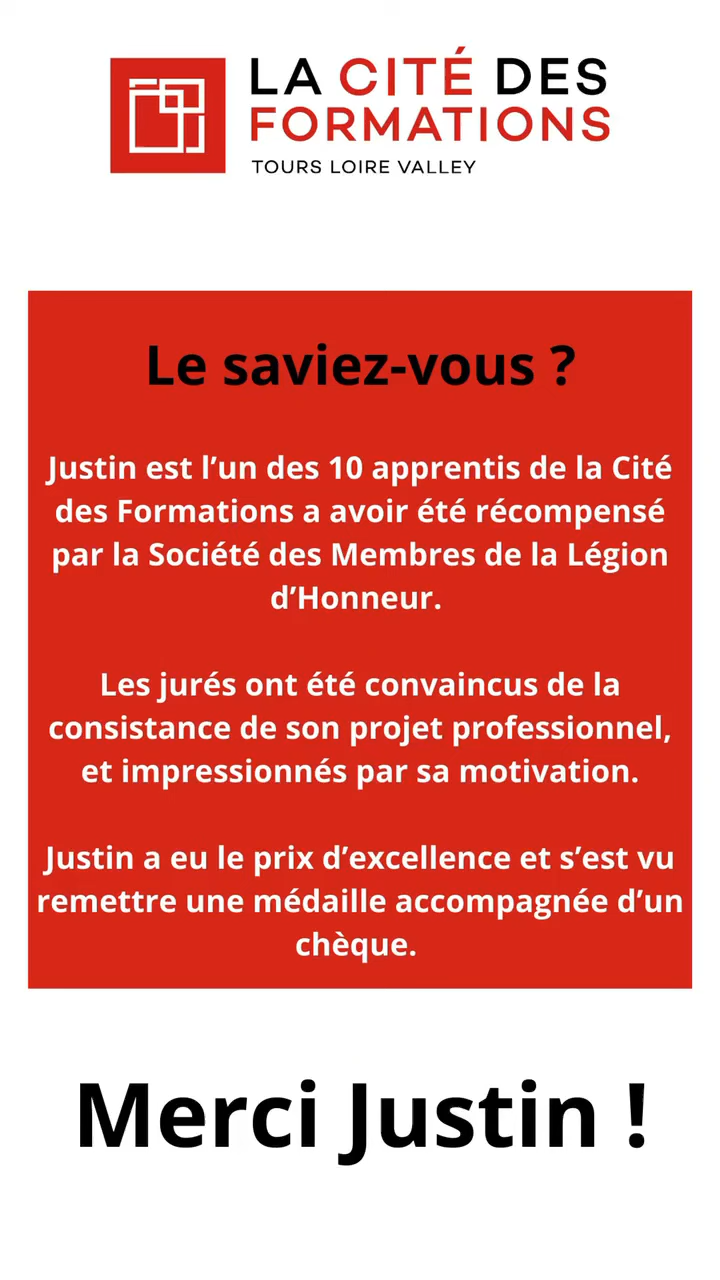 LA CITÉ DES
FORMATIONS
TOURS LOIRE VALLEY
Le saviez-vous ?
Justin est l’un des 10 apprentis de la Cité
des Formations a avoir été récompensé
par la Société des Membres de la Légion
d’Honneur.
Les jurés ont été convaincus de la
consistance de son projet professionnel,
et impressionnés par sa motivation.
Justin a eu le prix d’excellence et s’est vu
remettre une médaille accompagnée d’un
chèque.
Merci Justin !